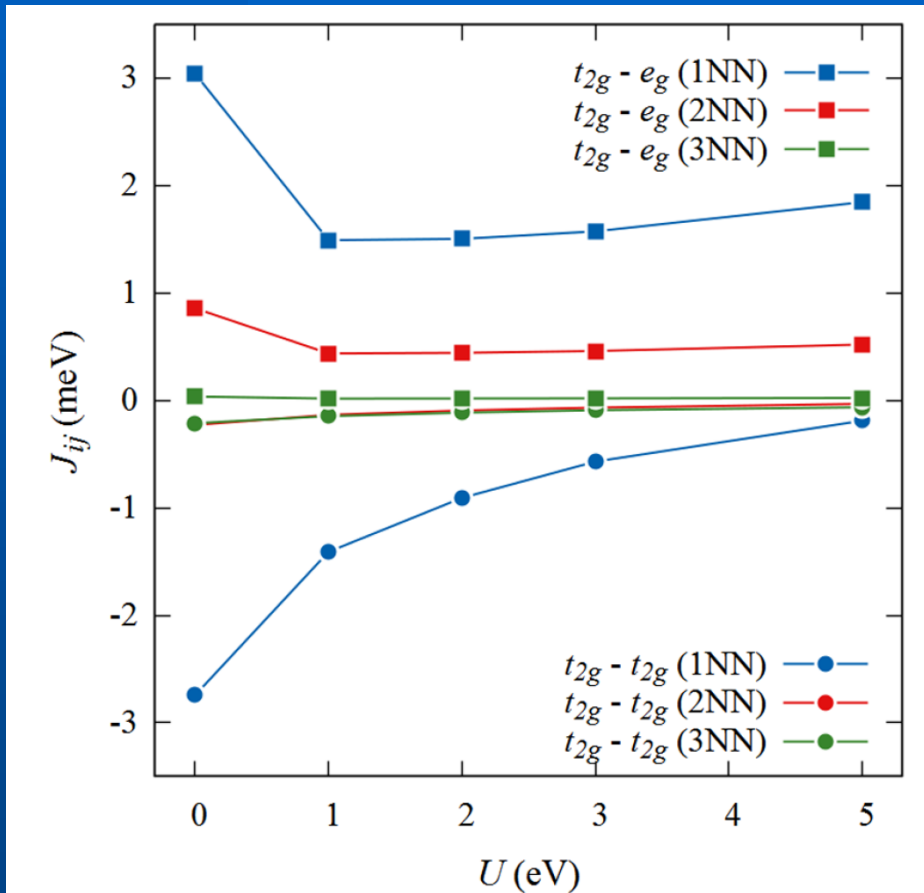 t2g - eg (1NN)
t2g - eg (2NN)
t2g - eg (3NN)
3
2
1
0
-1
-2
-3
Jij (meV)
t2g - t2g (1NN)
t2g - t2g (2NN)
t2g - t2g (3NN)
0 1 2 3 4 5
U (eV)